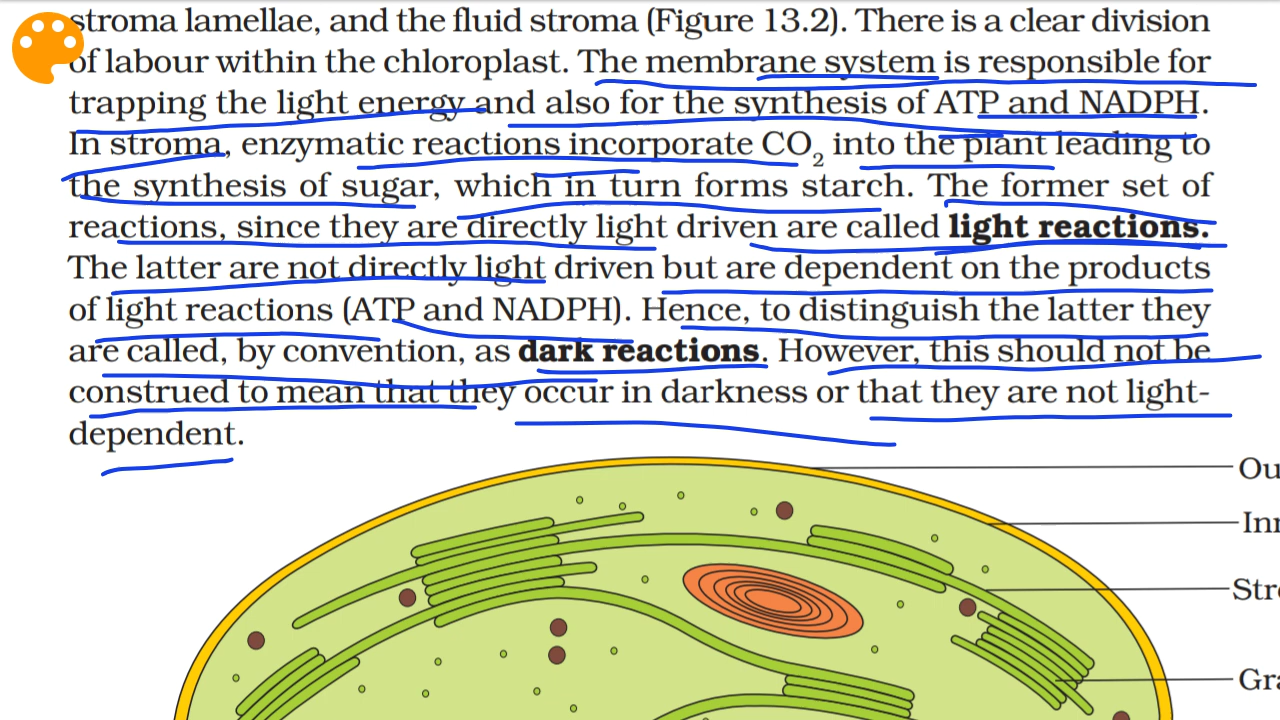 stroma lamellae, and the fluid stroma (Figure 13.2). There is a clear division
of labour within the chloroplast. The membrane system is responsible for
trapping the light energy and also for the synthesis of ATP and NADPH.
In stroma, enzymatic reactions incorporate CO₂ into the plant leading to
the synthesis of sugar, which in turn forms starch. The former set of
reactions, since they are directly light driven are called light reactions.
The latter are not directly light driven but are dependent on the products
of light reactions (ATP and NADPH). Hence, to distinguish the latter they
are called, by convention, as dark reactions. However, this should not be
construed to mean that they occur in darkness or that they are not light-
dependent.
Ou
Inn
Stro
Gra